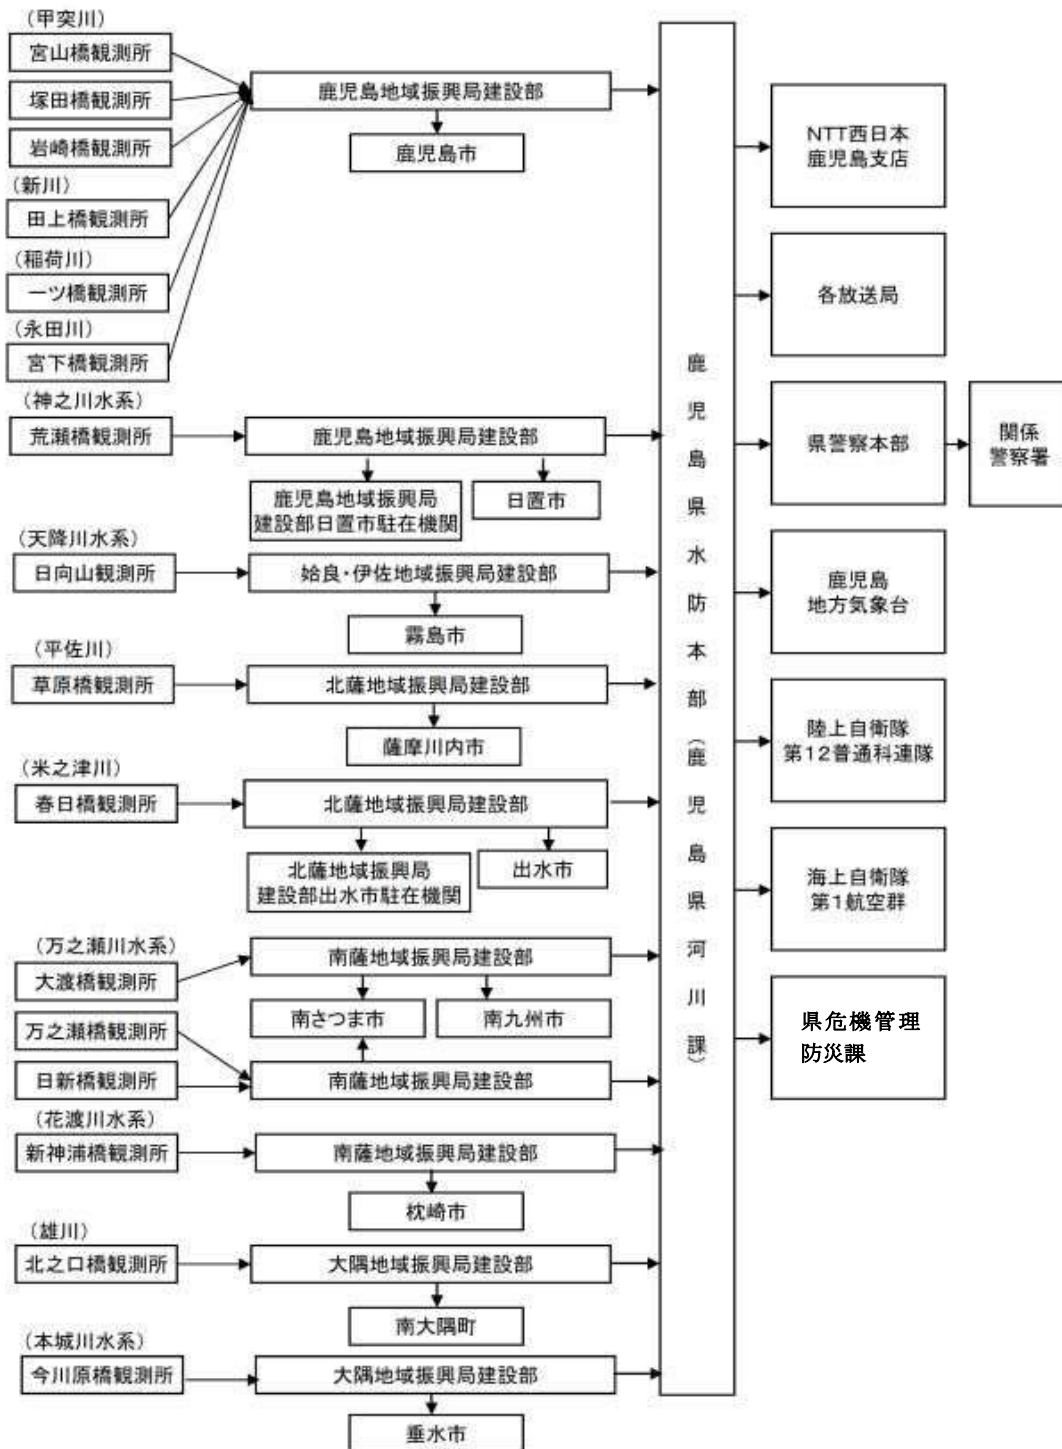 （甲突川）
宮山橋観測所
塚田橋観測所
岩崎橋観測所
（新川）
田上橋観測所
（稲荷川）
一ツ橋観測所
（永田川）
宮下橋観測所
鹿児島地域振興局建設部
鹿児島市
（神之川水系）
荒瀬橋観測所
鹿児島地域振興局建設部
鹿児島地域振興局
建設部日置市駐在機関
日置市
（天降川水系）
日向山観測所
姶良・伊佐地域振興局建設部
霧島市
（平佐川）
草原橋観測所
北薩地域振興局建設部
薩摩川内市
（米之津川）
春日橋観測所
北薩地域振興局建設部
北薩地域振興局
建設部出水市駐在機関
出水市
（万之瀬川水系）
大渡橋観測所
南薩地域振興局建設部
南さつま市
南九州市
万之瀬橋観測所
日新橋観測所
南薩地域振興局建設部
（花渡川水系）
新神浦橋観測所
南薩地域振興局建設部
枕崎市
（雄川）
北之口橋観測所
大隅地域振興局建設部
南大隅町
（本城川水系）
今川原橋観測所
大隅地域振興局建設部
垂水市
鹿児島県水防本部（鹿児島県河川課）
NTT西日本
鹿児島支店
各放送局
県警察本部
関係
警察署
鹿児島
地方気象台
陸上自衛隊
第12普通科連隊
海上自衛隊
第1航空群
県危機管理
防災課